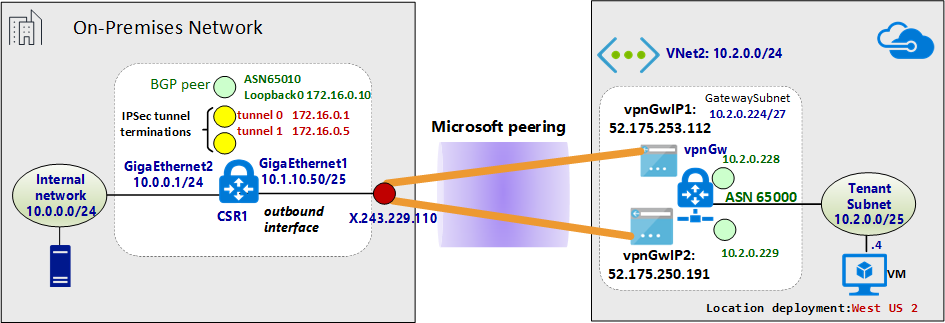 On-Premises Network
BGP peer
ASN65010
Loopback0 172.16.0.10
IPSec tunnel
terminations
tunnel 0 172.16.0.1
tunnel 1 172.16.0.5
GigaEthernet2
10.0.0.1/24
GigaEthernet1
10.1.10.50/25
Internal
network
10.0.0.0/24
CSR1
outbound
interface
X.243.229.110
Microsoft peering
VNet2: 10.2.0.0/24
vpnGwIP1:
52.175.253.112
GatewaySubnet
10.2.0.224/27
vpnGw
10.2.0.228
ASN 65000
10.2.0.229
vpnGwIP2:
52.175.250.191
Tenant
Subnet
10.2.0.0/25
.4
VM
Location deployment:West US 2